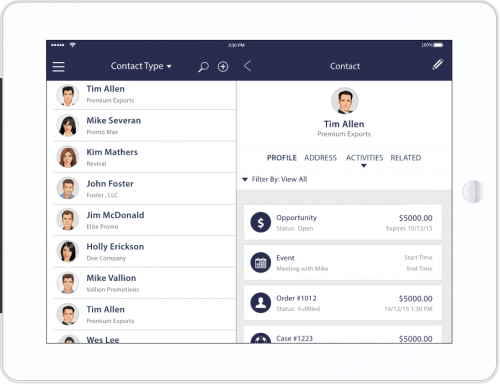 2:30 PM
100%
Contact Type
Contact
Tim Allen
Premium Exports
Mike Severan
Promo Max
Kim Mathers
Revival
John Foster
Foster , LLC
Jim McDonald
Elite Promo
Holly Erickson
Doe Company
Mike Vallion
Vallion Promotions
Tim Allen
Premium Exports
Wes Lee
Tim Allen
Premium Exports
PROFILE ADDRESS ACTIVITIES RELATED
Filter By: View All
Opportunity $5000.00
Status: Open Expires 10/12/15
Event Start Time
Meeting with Mike End Time
Order #1012 $5000.00
Status: Fulfilled 10/12/15 1:30 PM
Case #1223 $5000.00